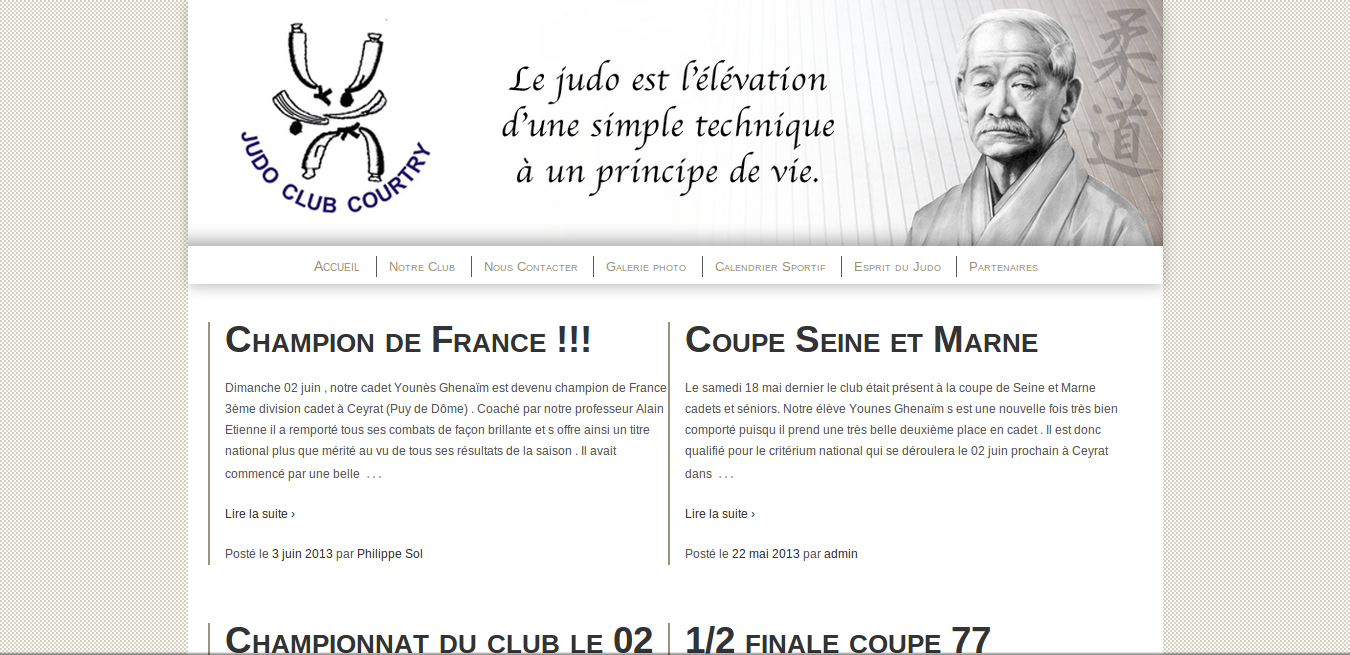 JUDO CLUB COURTRY
Le judo est l'élévation
d'une simple technique
à un principe de vie.
柔道
Accueil
Notre Club
Nous Contacter
Galerie photo
Calendrier Sportif
Esprit du Judo
Partenaires
Champion de France !!!
Dimanche 02 juin , notre cadet Younès Ghenaïm est devenu champion de France
3ème division cadet à Ceyrat (Puy de Dôme) . Coaché par notre professeur Alain
Etienne il a remporté tous ses combats de façon brillante et s offre ainsi un titre
national plus que mérité au vu de tous ses résultats de la saison . Il avait
commencé par une belle ...
Lire la suite ›
Posté le 3 juin 2013 par Philippe Sol
Coupe Seine et Marne
Le samedi 18 mai dernier le club était présent à la coupe de Seine et Marne
cadets et séniors. Notre élève Younes Ghenaïm s est une nouvelle fois très bien
comporté puisqu il prend une très belle deuxième place en cadet . Il est donc
qualifié pour le critérium national qui se déroulera le 02 juin prochain à Ceyrat
dans ...
Lire la suite ›
Posté le 22 mai 2013 par admin
Championnat du club le 02
1/2 finale coupe 77